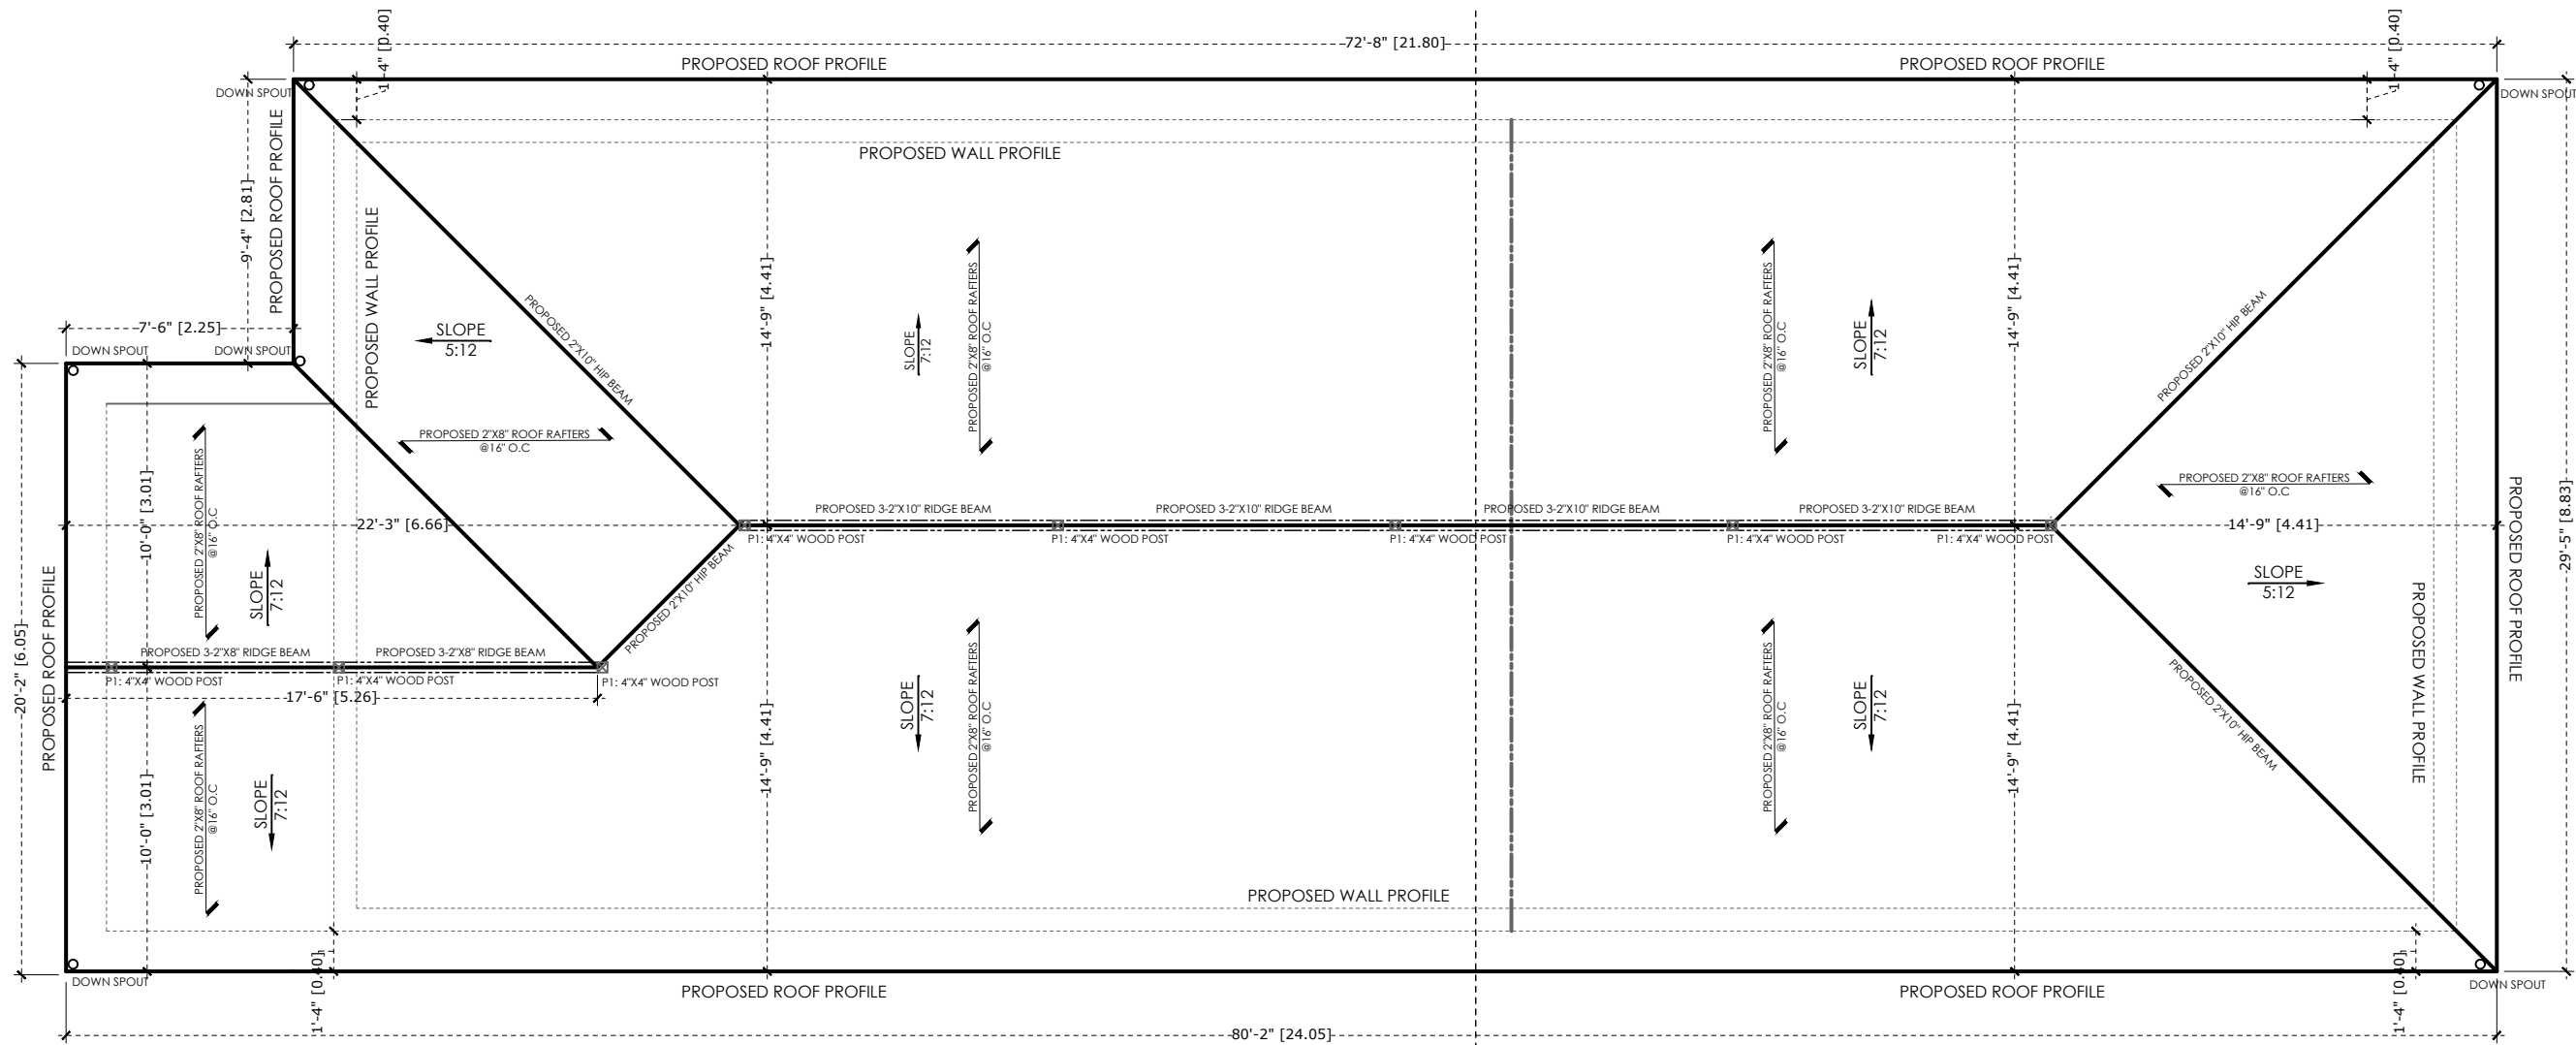 72'-8" [21.80]
1'-4" [0.40]
1'-4" [0.40]
PROPOSED ROOF PROFILE
PROPOSED ROOF PROFILE
DOWN SPOUT
DOWN SPOUT
PROPOSED ROOF PROFILE
9'-4" [2.81]
PROPOSED WALL PROFILE
PROPOSED WALL PROFILE
14'-9" [4.41]
14'-9" [4.41]
PROPOSED 2"X8" ROOF RAFTERS
@16" O.C
PROPOSED 2"X8" ROOF RAFTERS
@16" O.C
PROPOSED 2"X10" HIP BEAM
PROPOSED 2"X10" HIP BEAM
7'-6" [2.25]
SLOPE
5:12
SLOPE
7:12
SLOPE
7:12
DOWN SPOUT
DOWN SPOUT
PROPOSED 2"X8" ROOF RAFTERS
@16" O.C
PROPOSED 2"X8" ROOF RAFTERS
@16" O.C
10'-0" [3.01]
PROPOSED 2"X8" ROOF RAFTERS
@16" O.C
PROPOSED 3-2"X10" RIDGE BEAM
PROPOSED 3-2"X10" RIDGE BEAM
PROPOSED 3-2"X10" RIDGE BEAM
PROPOSED 3-2"X10" RIDGE BEAM
22'-3" [6.66]
14'-9" [4.41]
29'-5" [8.83]
PROPOSED ROOF PROFILE
P1: 4"X4" WOOD POST
P1: 4"X4" WOOD POST
P1: 4"X4" WOOD POST
P1: 4"X4" WOOD POST
P1: 4"X4" WOOD POST
PROPOSED 2"X10" HIP BEAM
SLOPE
7:12
SLOPE
5:12
20'-2" [6.05]
PROPOSED ROOF PROFILE
PROPOSED 3-2"X8" RIDGE BEAM
PROPOSED 3-2"X8" RIDGE BEAM
P1: 4"X4" WOOD POST
P1: 4"X4" WOOD POST
P1: 4"X4" WOOD POST
17'-6" [5.26]
PROPOSED WALL PROFILE
SLOPE
7:12
SLOPE
7:12
PROPOSED 2"X8" ROOF RAFTERS
@16" O.C
PROPOSED 2"X8" ROOF RAFTERS
@16" O.C
14'-9" [4.41]
14'-9" [4.41]
PROPOSED 2"X10" HIP BEAM
PROPOSED 2"X8" ROOF RAFTERS
@16" O.C
10'-0" [3.01]
SLOPE
7:12
PROPOSED WALL PROFILE
DOWN SPOUT
DOWN SPOUT
PROPOSED ROOF PROFILE
PROPOSED ROOF PROFILE
1'-4" [0.40]
1'-4" [0.40]
80'-2" [24.05]